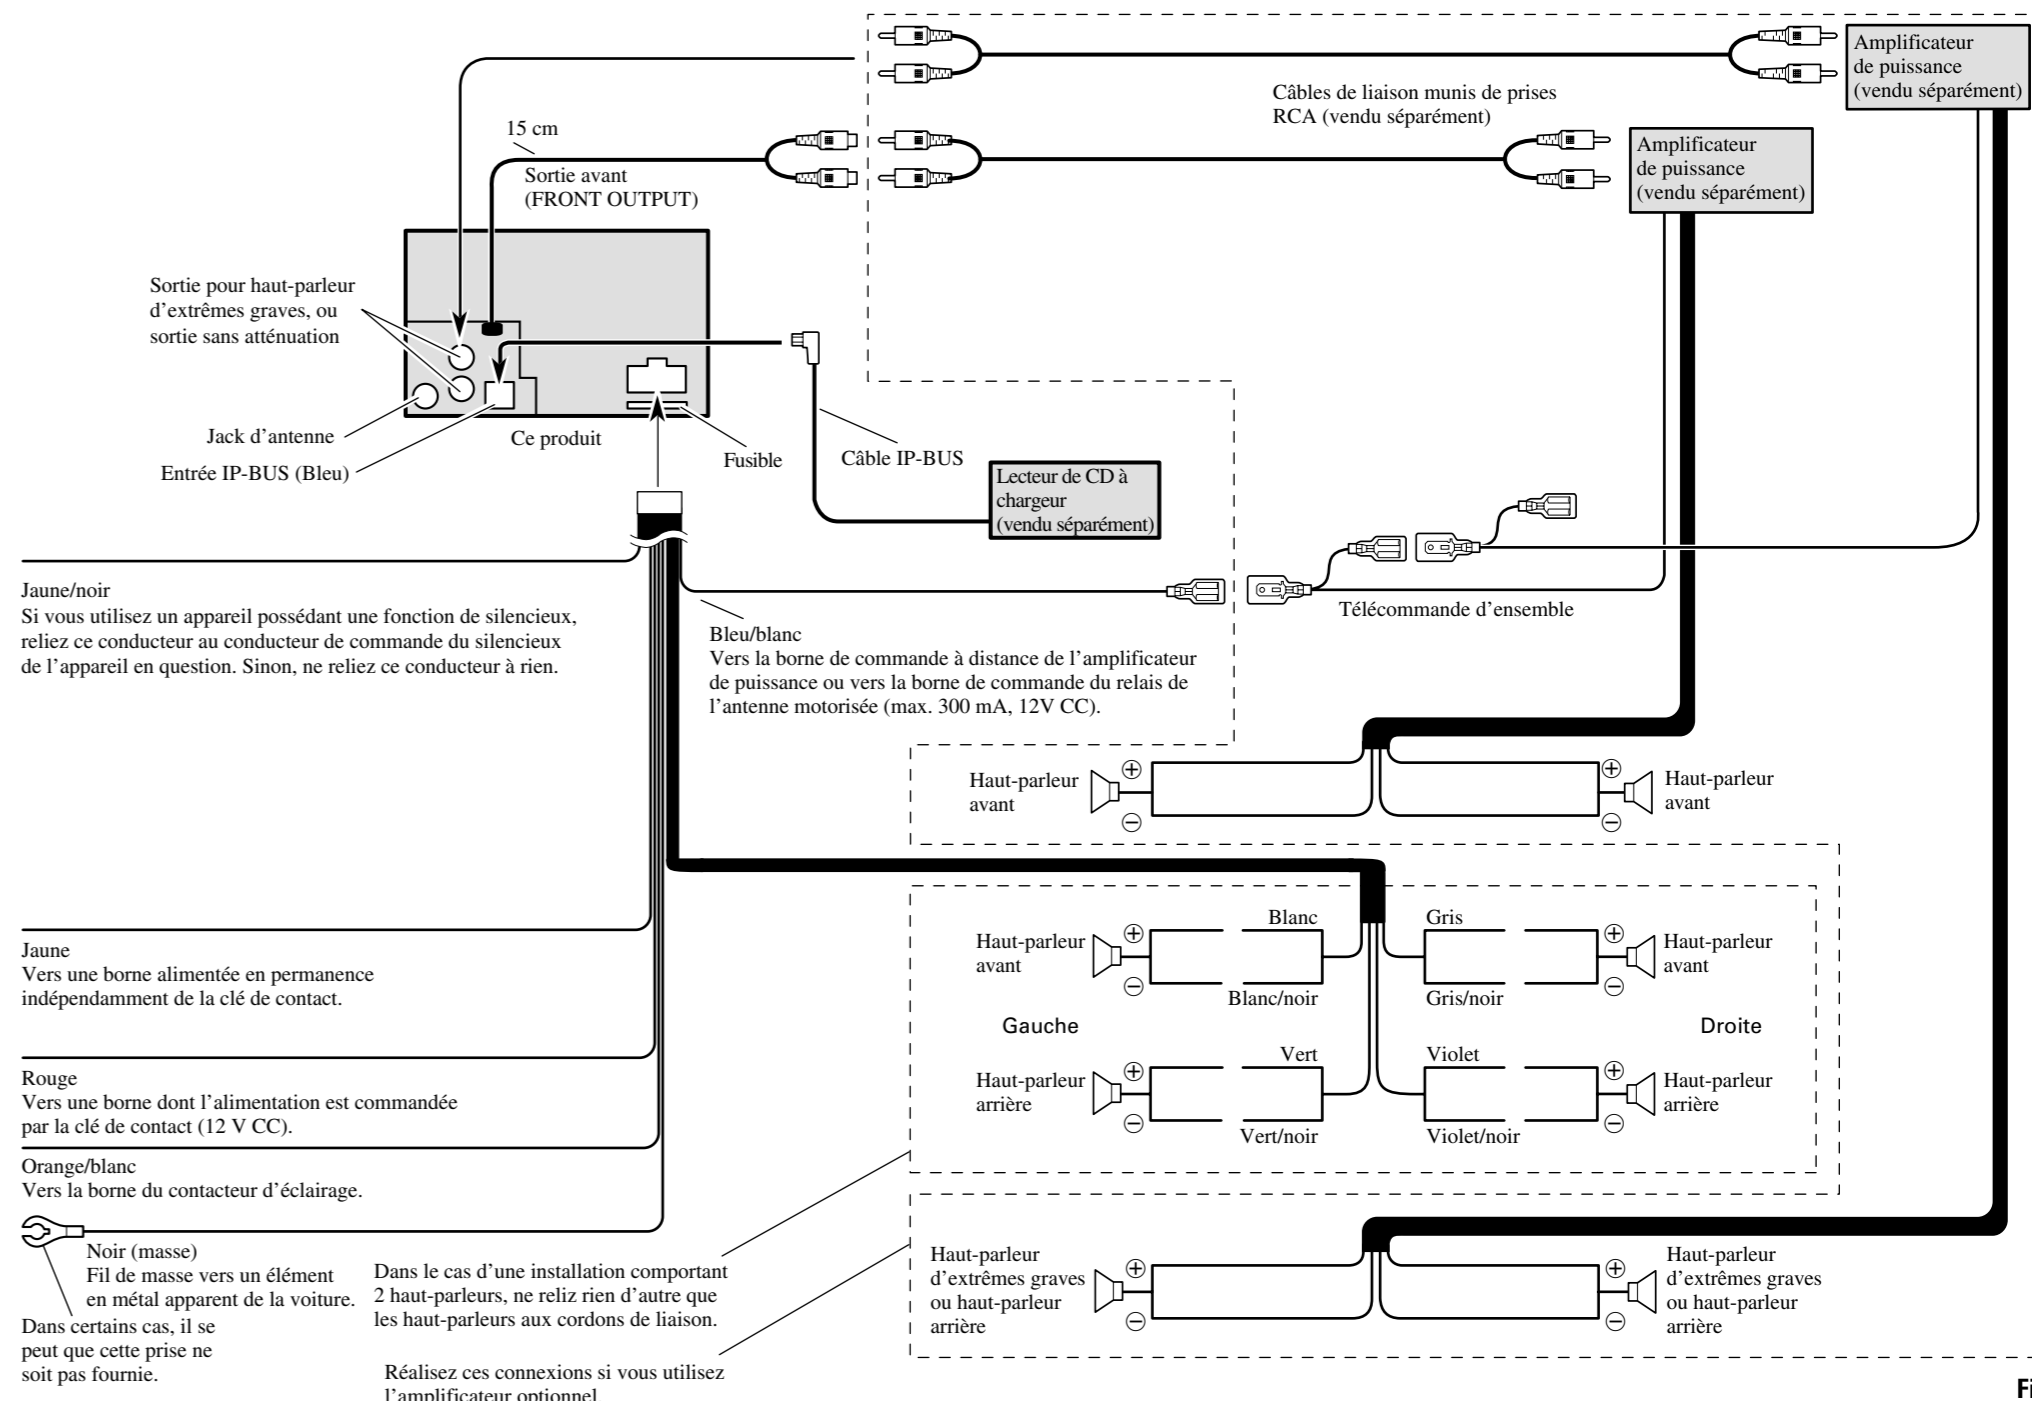 Amplificateur
de puissance
(vendu séparément)
Câbles de liaison munis de prises
RCA (vendu séparément)
15 cm
Sortie avant
(FRONT OUTPUT)
Amplificateur
de puissance
(vendu séparément)
Sortie pour haut-parleur
d'extrêmes graves, ou
sortie sans atténuation
Jack d'antenne
Entrée IP-BUS (Bleu)
Ce produit
Fusible
Câble IP-BUS
Lecteur de CD à
chargeur
(vendu séparément)
Jaune/noir
Si vous utilisez un appareil possédant une fonction de silencieux,
reliez ce conducteur au conducteur de commande du silencieux
de l'appareil en question. Sinon, ne reliez ce conducteur à rien.
Télécommande d'ensemble
Bleu/blanc
Vers la borne de commande à distance de l'amplificateur
de puissance ou vers la borne de commande du relais de
l'antenne motorisée (max. 300 mA, 12V CC).
Haut-parleur
avant
⊕
⊖
⊕
⊖
Haut-parleur
avant
Jaune
Vers une borne alimentée en permanence
indépendamment de la clé de contact.
Haut-parleur
avant
⊕
⊖
Blanc
Blanc/noir
Gris
Gris/noir
⊕
⊖
Haut-parleur
avant
Gauche
Droite
Rouge
Vers une borne dont l'alimentation est commandée
par la clé de contact (12 V CC).
Haut-parleur
arrière
⊕
⊖
Vert
Vert/noir
Violet
Violet/noir
⊕
⊖
Haut-parleur
arrière
Orange/blanc
Vers la borne du contacteur d'éclairage.
Noir (masse)
Fil de masse vers un élément
en métal apparent de la voiture.
Dans certains cas, il se
peut que cette prise ne
soit pas fournie.
Dans le cas d'une installation comportant
2 haut-parleurs, ne reliz rien d'autre que
les haut-parleurs aux cordons de liaison.
Réalisez ces connexions si vous utilisez
l'amplificateur optionnel
Haut-parleur
d'extrêmes graves
ou haut-parleur
arrière
⊕
⊖
⊕
⊖
Haut-parleur
d'extrêmes graves
ou haut-parleur
arrière
Fi